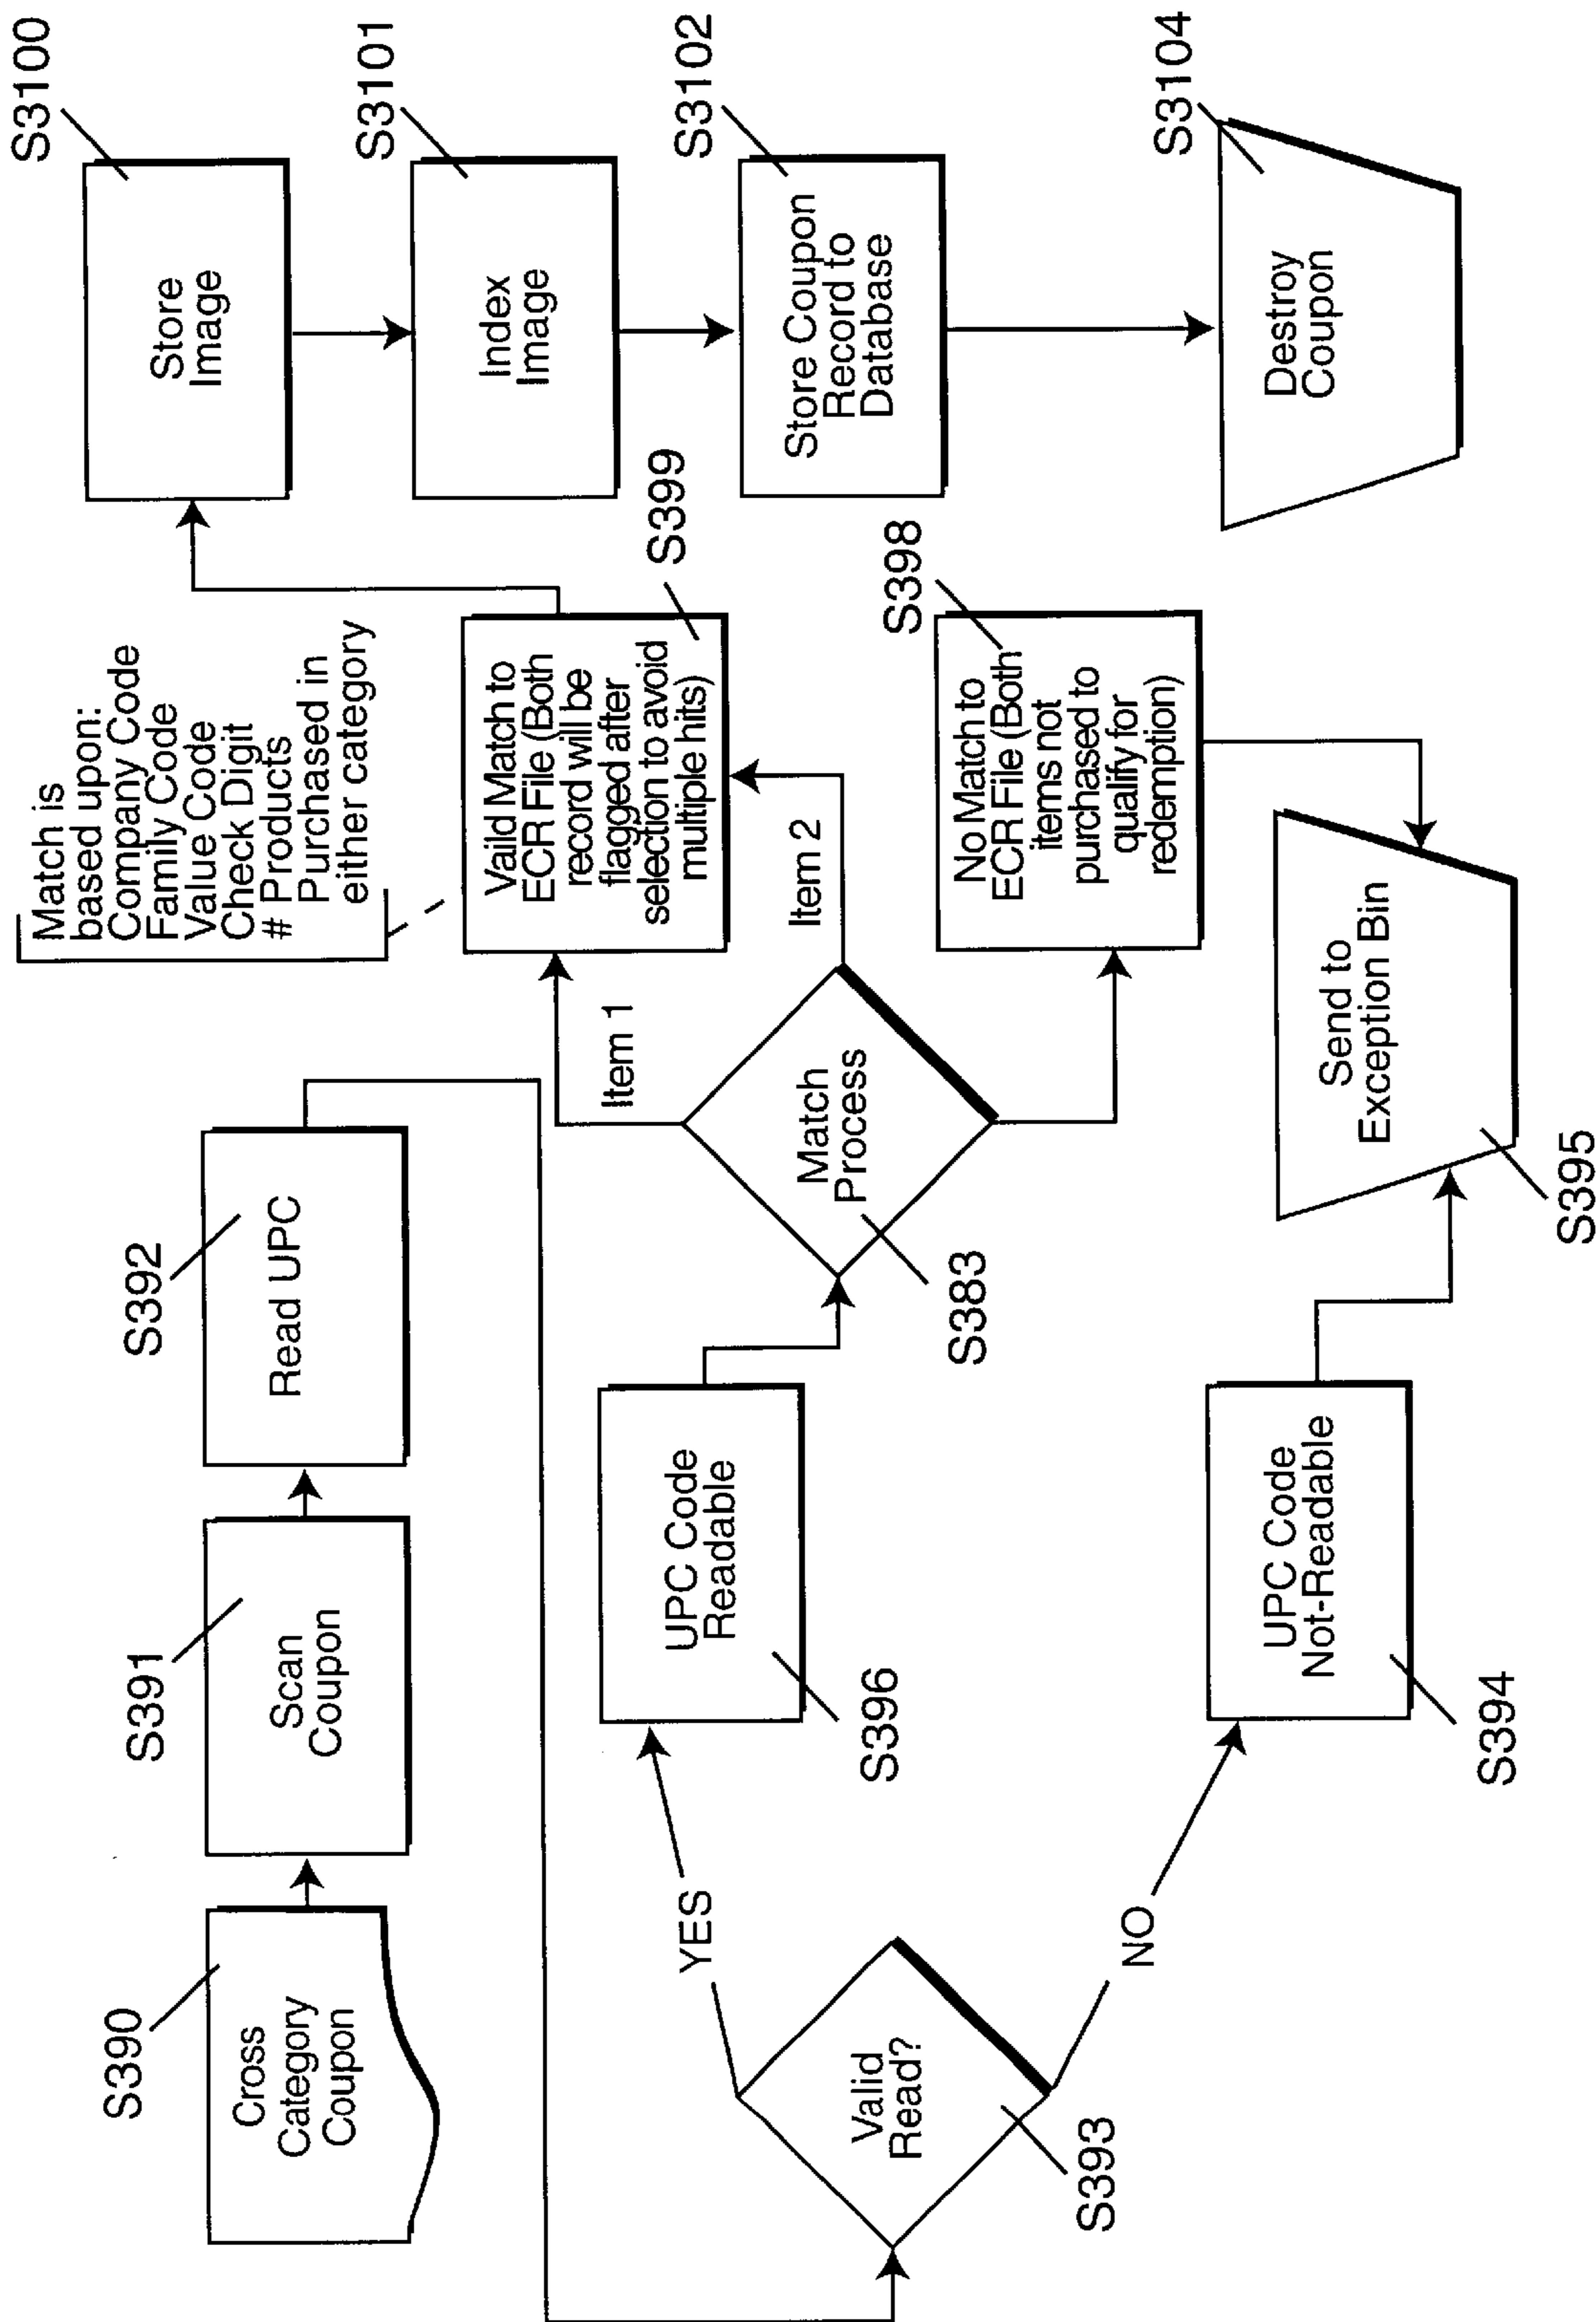 S390
Cross
Category
Coupon
S391
Scan
Coupon
S392
Read UPC
Valid
Read?
S393
YES
NO
UPC Code
Readable
S396
UPC Code
Not-Readable
S394
Match
Process
S383
Item 1
Item 2
Match is
based upon:
Company Code
Family Code
Value Code
Check Digit
# Products
Purchased in
either category
Vaild Match to
ECR File (Both
record will be
flagged after
selection to avoid
multiple hits)
S399
No Match to
ECR File (Both
items not
purchased to
qualify for
redemption)
S398
Send to
Exception Bin
S395
Store
Image
S3100
Index
Image
S3101
Store Coupon
Record to
Database
S3102
Destroy
Coupon
S3104